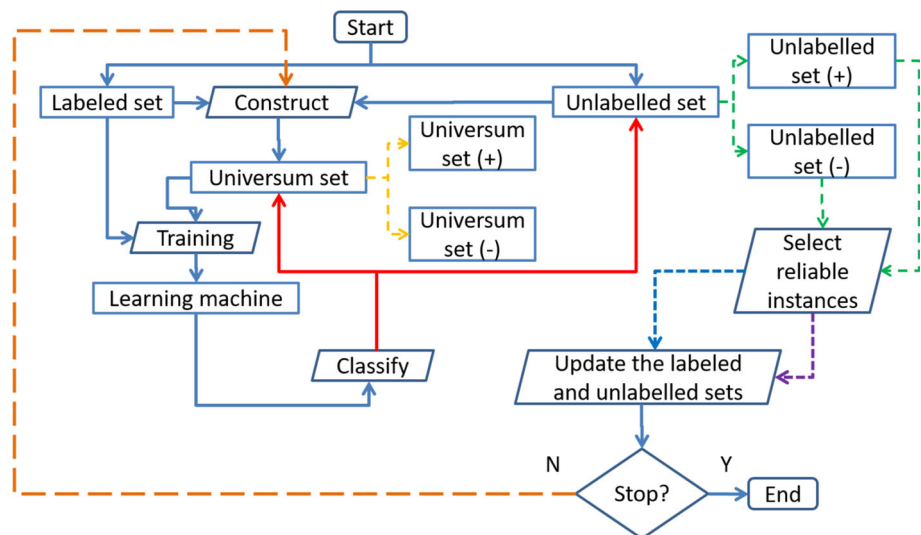 Start
Labeled set
Construct
Unlabelled set
Unlabelled
set (+)
Unlabelled
set (-)
Universum
set (+)
Universum set
Universum
set (-)
Training
Select
reliable
instances
Learning machine
Classify
Update the labeled
and unlabelled sets
N
Y
Stop?
End